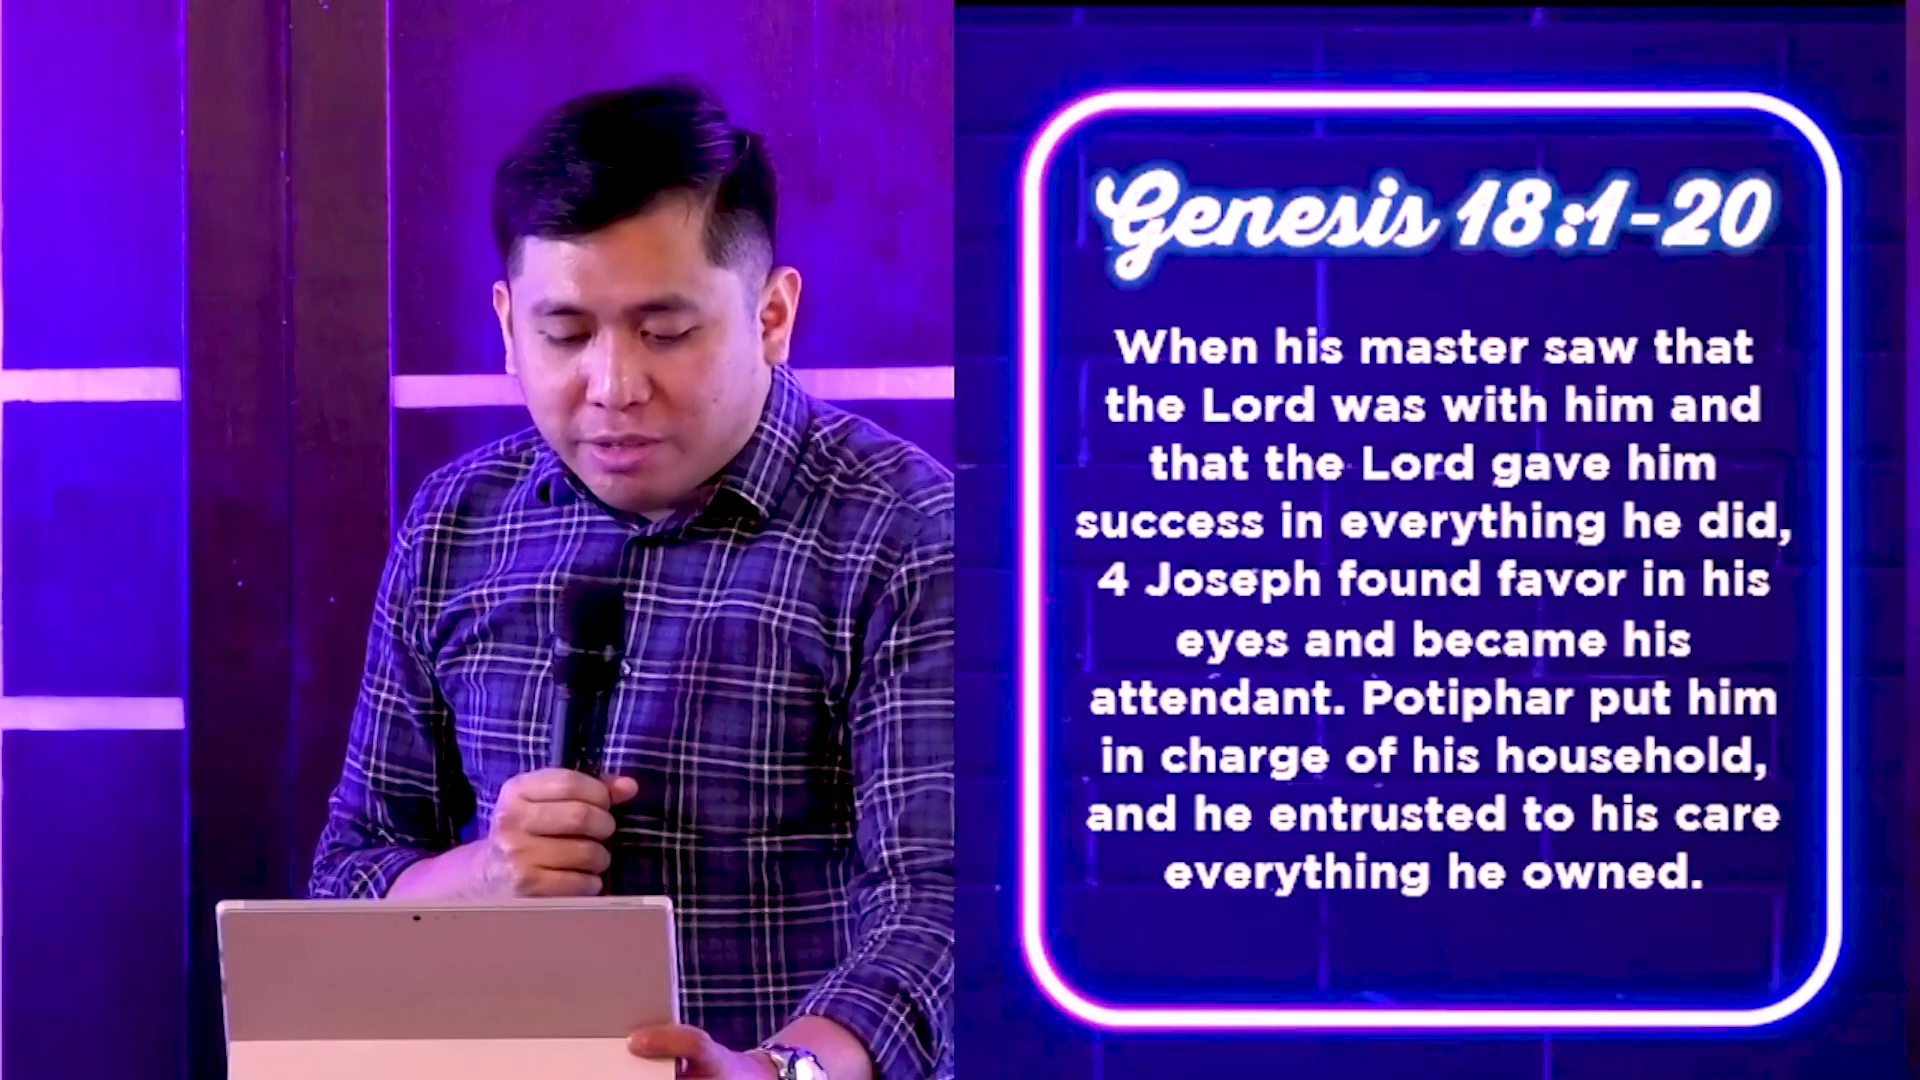 Genesis 18:1-20
When his master saw that
the Lord was with him and
that the Lord gave him
success in everything he did,
4 Joseph found favor in his
eyes and became his
attendant. Potiphar put him
in charge of his household,
and he entrusted to his care
everything he owned.